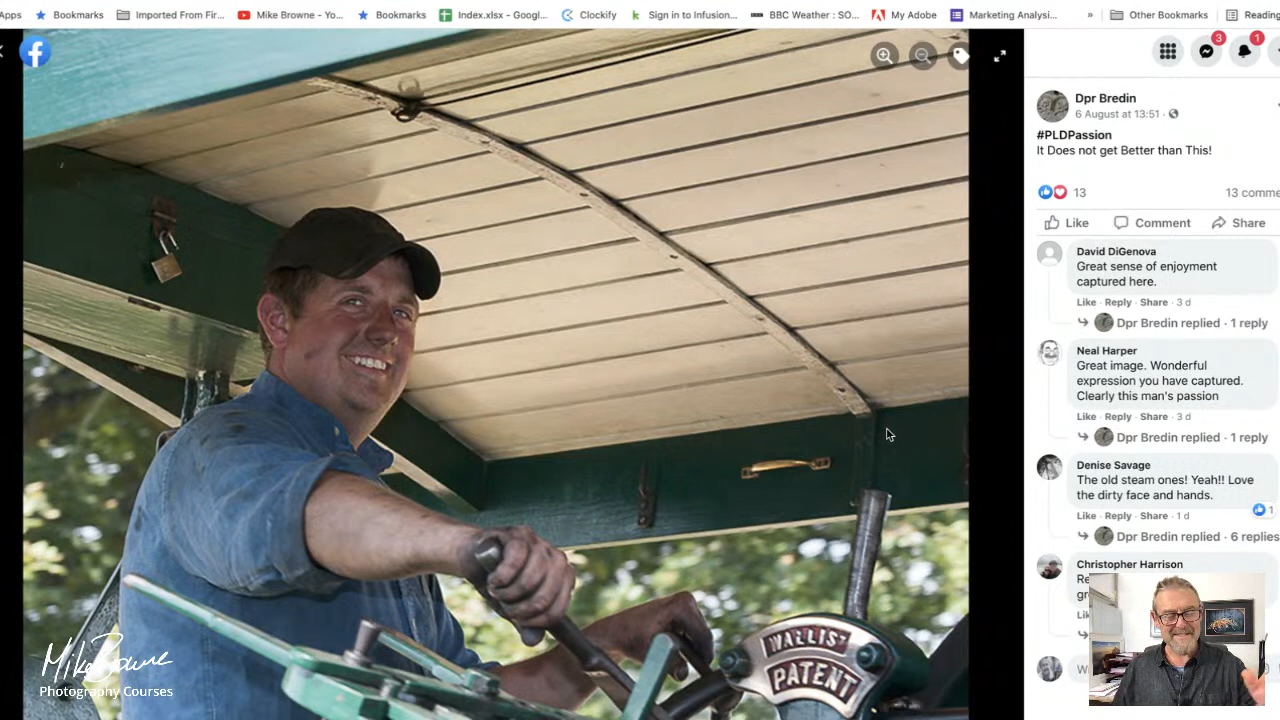 Apps
Bookmarks
Imported From Fir...
Mike Browne - Yo...
Bookmarks
Index.xlsx - Googl...
Clockify
Sign in to Infusion...
BBC Weather : SO...
My Adobe
Marketing Analysi...
»
Other Bookmarks
Reading
3
1
Dpr Bredin
6 August at 13:51 ·
#PLDPassion
It Does not get Better than This!
13
13 comme
Like
Comment
Share
David DiGenova
Great sense of enjoyment
captured here.
Like · Reply · Share · 3 d
Dpr Bredin replied · 1 reply
Neal Harper
Great image. Wonderful
expression you have captured.
Clearly this man's passion
Like · Reply · Share · 3 d
Dpr Bredin replied · 1 reply
Denise Savage
The old steam ones! Yeah!! Love
the dirty face and hands.
1
Like · Reply · Share · 1 d
Dpr Bredin replied · 6 replies
Christopher Harrison
WALLIS'
PATENT
Mike Browne
Photography Courses